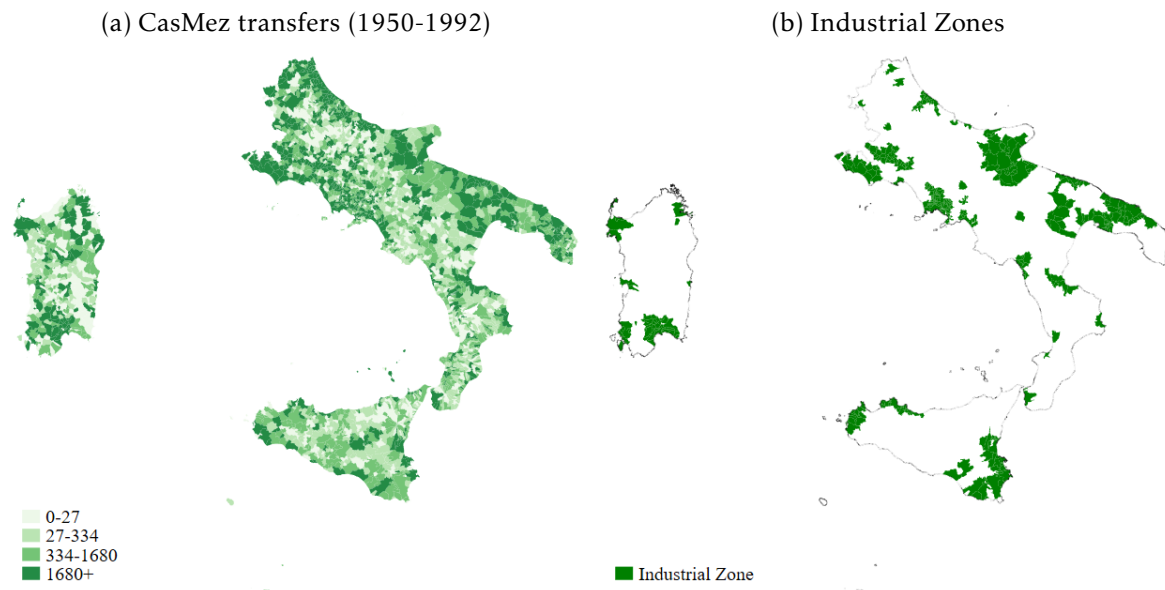 (a) CasMez transfers (1950-1992)
(b) Industrial Zones
0-27
27-334
334-1680
1680+
Industrial Zone